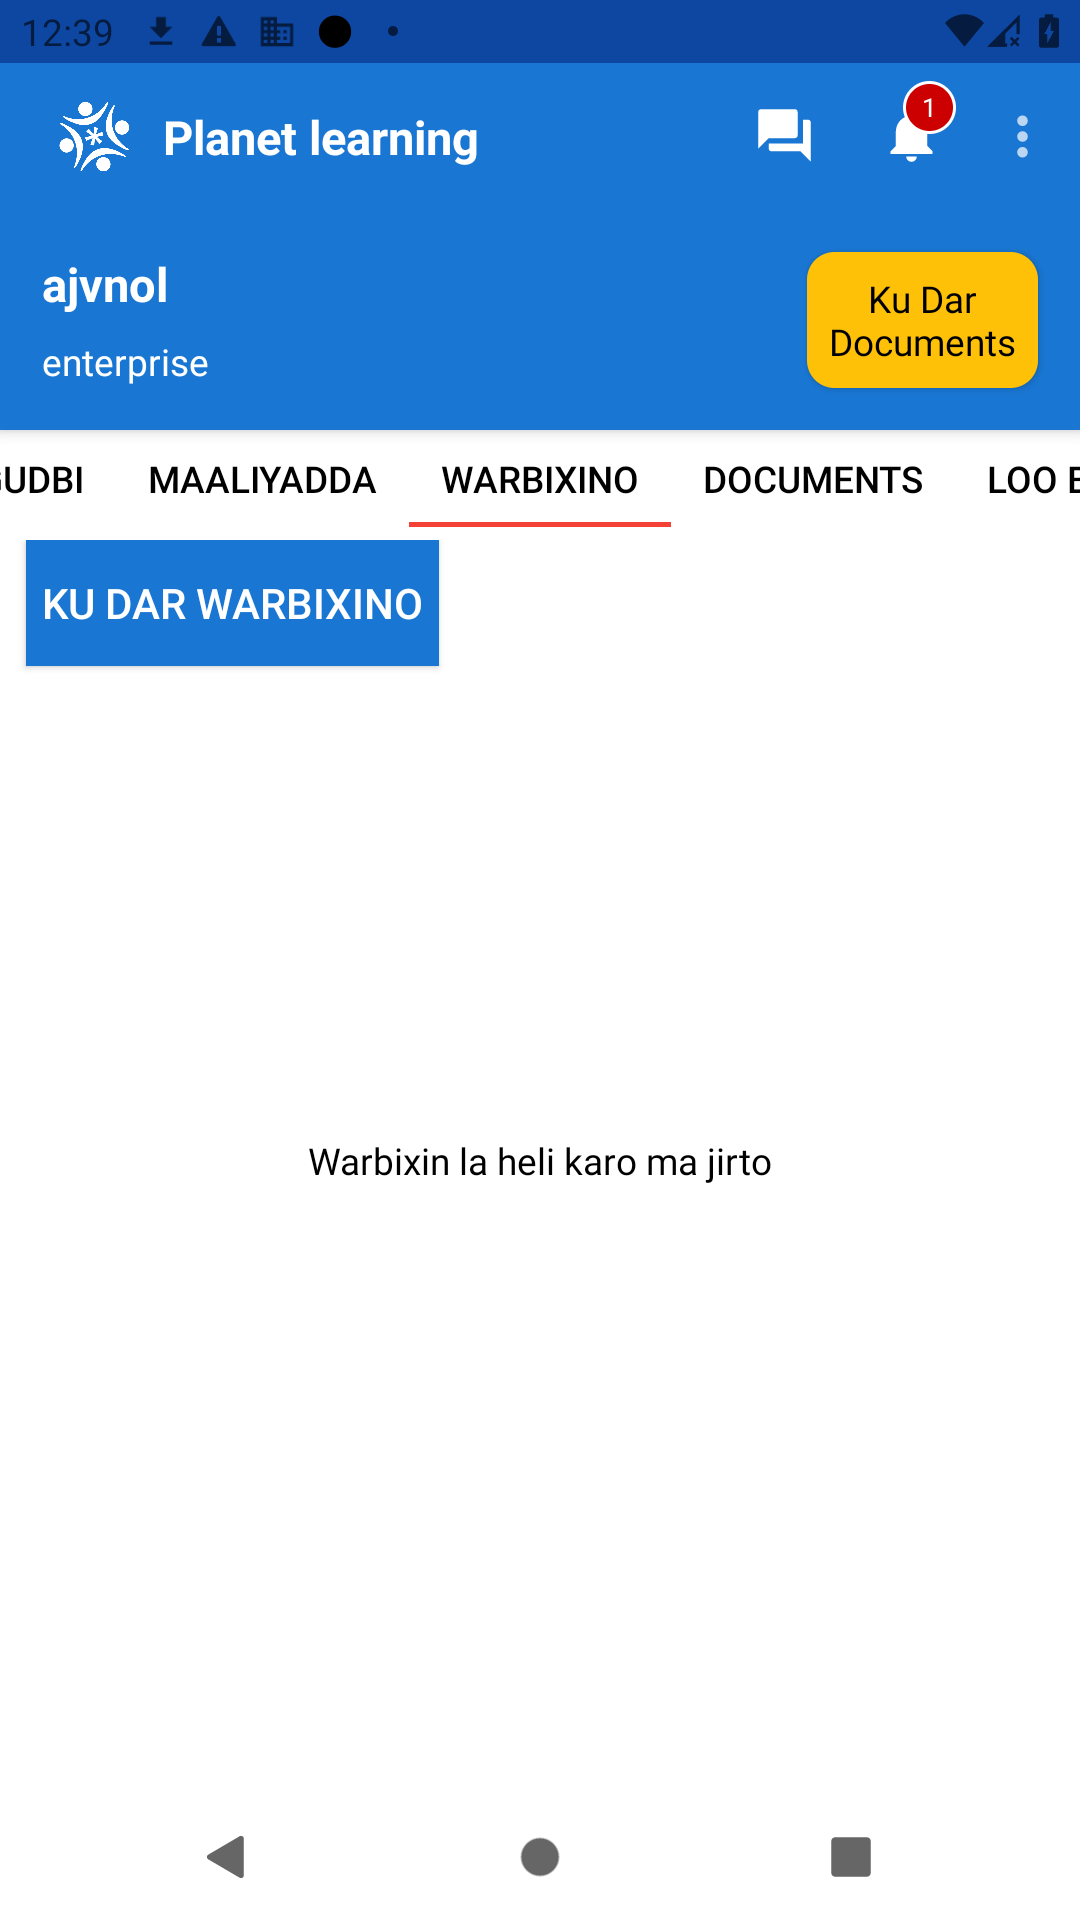 12:39
Planet learning
1
ajvnol
enterprise
Ku Dar
Documents
UDBI MAALIYADDA WARBIXINO DOCUMENTS LOO
KU DAR WARBIXINO
Warbixin la heli karo ma jirto